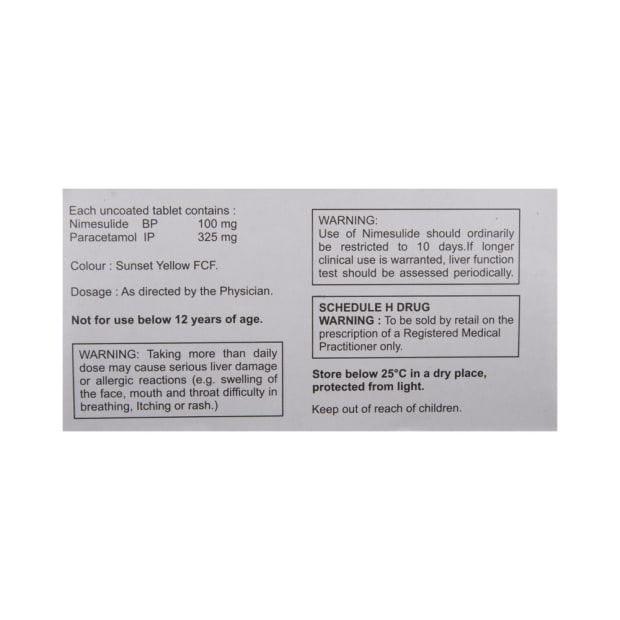 Each uncoated tablet contains :
Nimesulide BP 100 mg
Paracetamol IP 325 mg
Colour : Sunset Yellow FCF.
Dosage : As directed by the Physician.
Not for use below 12 years of age.
WARNING: Taking more than daily
dose may cause serious liver damage
or allergic reactions (e.g. swelling of
the face, mouth and throat difficulty in
breathing, Itching or rash.)
WARNING:
Use of Nimesulide should ordinarily
be restricted to 10 days.If longer
clinical use is warranted, liver function
test should be assessed periodically.
SCHEDULE H DRUG
WARNING : To be sold by retail on the
prescription of a Registered Medical
Practitioner only.
Store below 25°C in a dry place,
protected from light.
Keep out of reach of children.